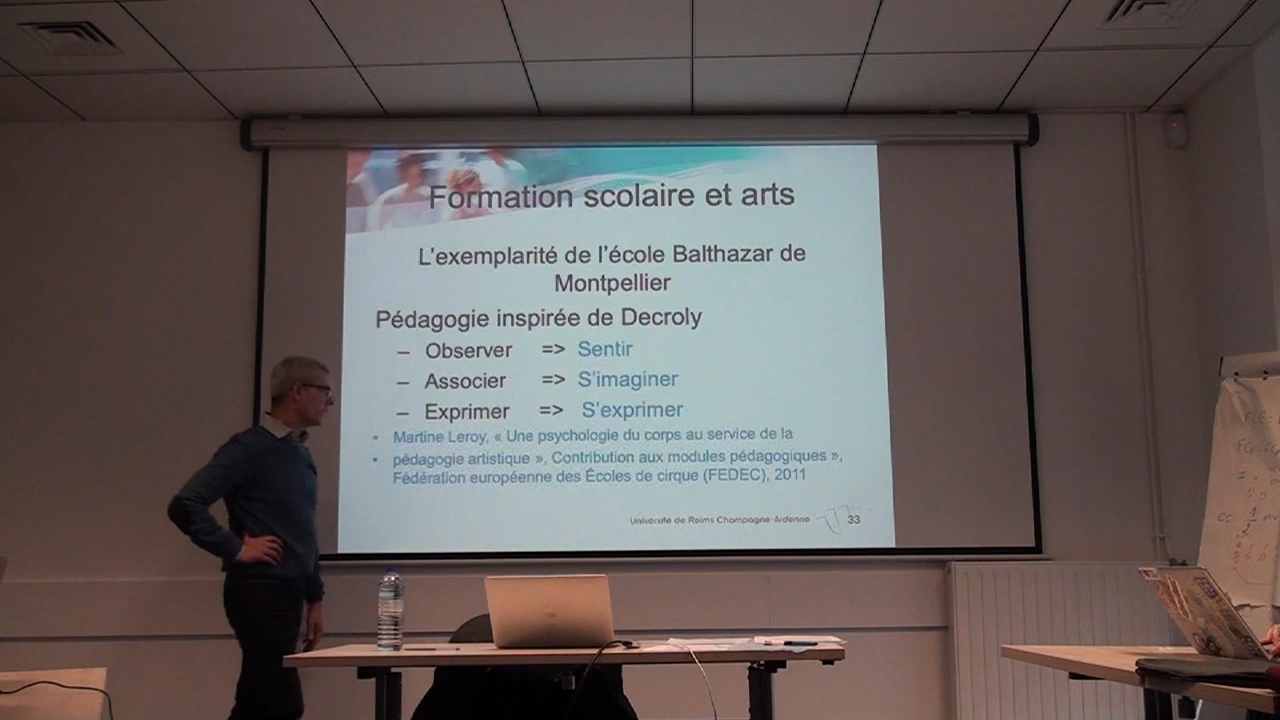 Formation scolaire et arts
L'exemplarité de l'école Balthazar de
Montpellier
Pédagogie inspirée de Decroly
– Observer => Sentir
– Associer => S'imaginer
– Exprimer => S'exprimer
• Martine Leroy, « Une psychologie du corps au service de la
• pédagogie artistique », Contribution aux modules pédagogiques »,
Fédération européenne des Écoles de cirque (FEDEC), 2011
Université de Reims Champagne-Ardenne 33